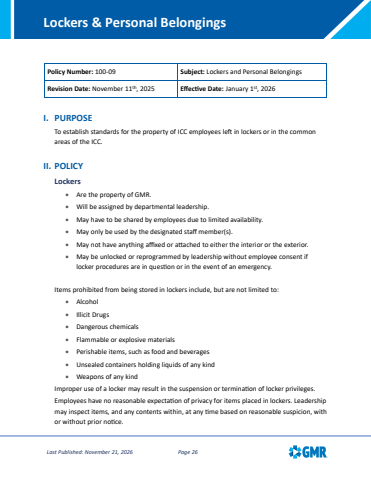 Lockers & Personal Belongings
Policy Number: 100-09
Subject: Lockers and Personal Belongings
Revision Date: November 11th, 2025
Effective Date: January 1st, 2026
I. PURPOSE
To establish standards for the property of ICC employees left in lockers or in the common
areas of the ICC.
II. POLICY
Lockers
• Are the property of GMR.
• Will be assigned by departmental leadership.
• May have to be shared by employees due to limited availability.
• May only be used by the designated staff member(s).
• May not have anything affixed or attached to either the interior or the exterior.
• May be unlocked or reprogrammed by leadership without employee consent if
locker procedures are in question or in the event of an emergency.
Items prohibited from being stored in lockers include, but are not limited to:
• Alcohol
• Illicit Drugs
• Dangerous chemicals
• Flammable or explosive materials
• Perishable items, such as food and beverages
• Unsealed containers holding liquids of any kind
• Weapons of any kind
Improper use of a locker may result in the suspension or termination of locker privileges.
Employees have no reasonable expectation of privacy for items placed in lockers. Leadership
may inspect items, and any contents within, at any time based on reasonable suspicion, with
or without prior notice.
Last Published: November 21, 2026
Page 26
GMR